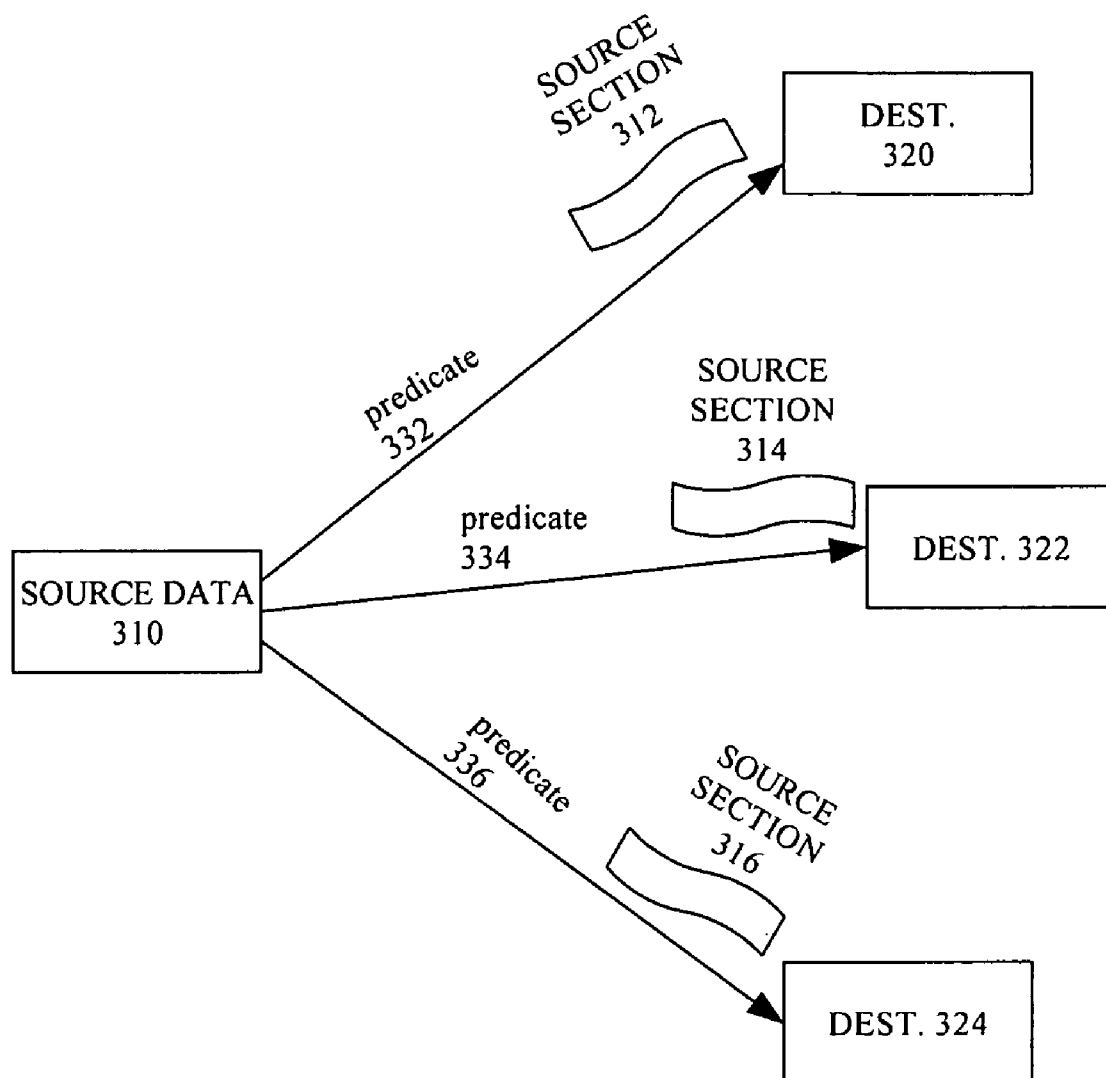 SOURCE
SECTION
312
DEST.
320
predicate
332
SOURCE
SECTION
314
predicate
334
DEST. 322
SOURCE DATA
310
predicate
336
SOURCE
SECTION
316
DEST. 324